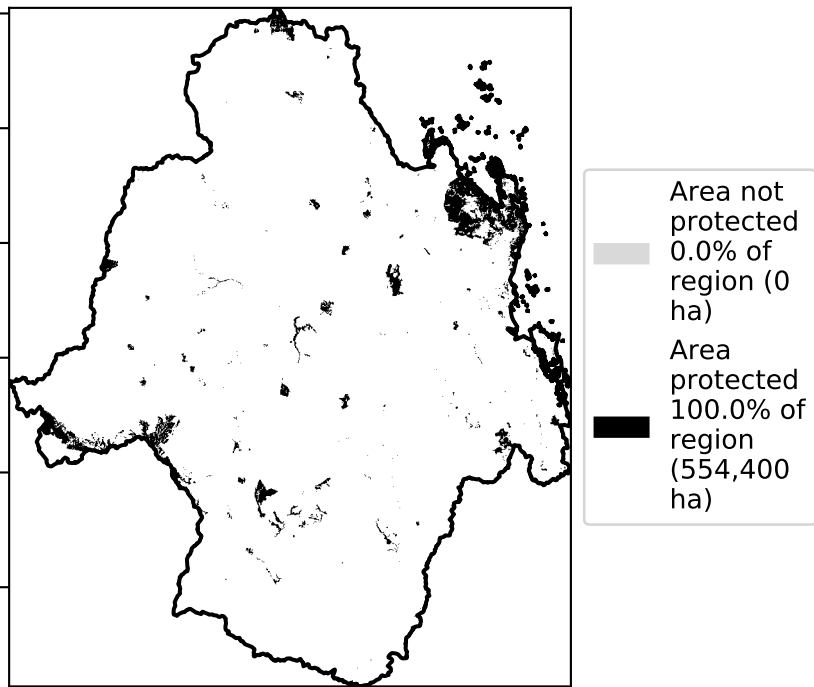 Area not
protected
0.0% of
region (0
ha)
Area
protected
100.0% of
region
(554,400
ha)